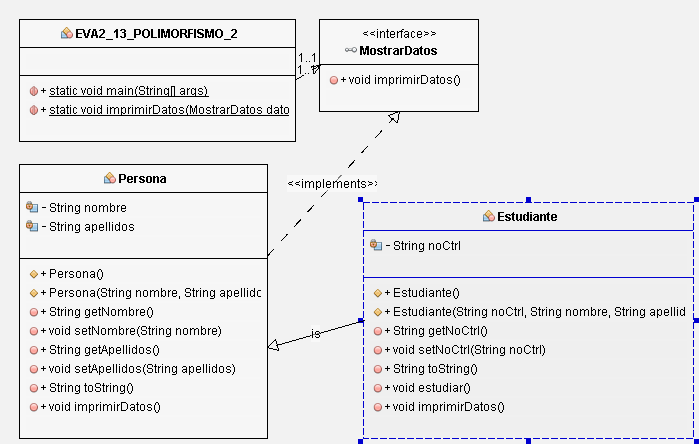 EVA2_13_POLIMORFISMO_2
+ static void main(String[] args)
+ static void imprimirDatos(MostrarDatos dato
1..1
1..1
<<interface>>
MostrarDatos
+ void imprimirDatos()
<<implements>>
Persona
- String nombre
- String apellidos
+ Persona()
+ Persona(String nombre, String apellido
+ String getNombre()
+ void setNombre(String nombre)
+ String getApellidos()
+ void setApellidos(String apellidos)
+ String toString()
+ void imprimirDatos()
is
Estudiante
- String noCtrl
+ Estudiante()
+ Estudiante(String noCtrl, String nombre, String apellid
+ String getNoCtrl()
+ void setNoCtrl(String noCtrl)
+ String toString()
+ void estudiar()
+ void imprimirDatos()